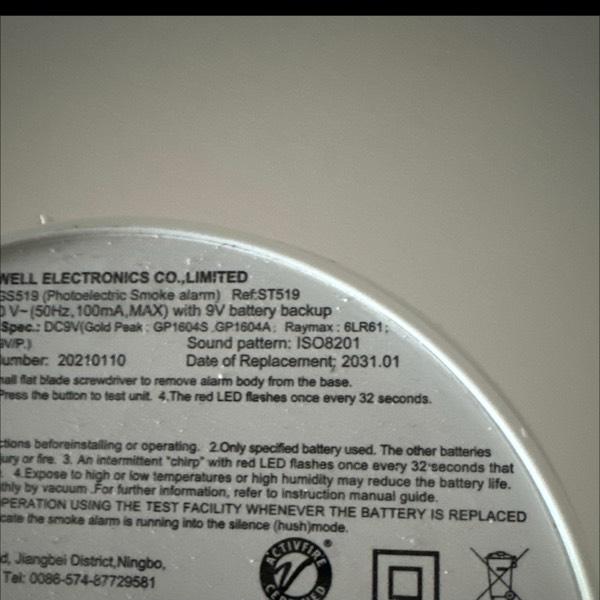 WELL ELECTRONICS CO.,LIMITED
GS519 (Photoelectric Smoke alarm) Ref:ST519
0 V~(50Hz,100mA,MAX) with 9V battery backup
Spec.: DC9V(Gold Peak : GP1604S ,GP1604A ; Raymax : 6LR61;
9V/P.) Sound pattern: ISO8201
umber: 20210110 Date of Replacement: 2031.01
mall flat blade screwdriver to remove alarm body from the base.
Press the button to test unit. 4.The red LED flashes once every 32 seconds.
ctions beforeinstalling or operating. 2.Only specified battery used. The other batteries
jury or fire. 3. An intermittent "chirp" with red LED flashes once every 32 seconds that
. 4.Expose to high or low temperatures or high humidity may reduce the battery life.
thly by vacuum .For further information, refer to instruction manual guide.
PERATION USING THE TEST FACILITY WHENEVER THE BATTERY IS REPLACED
cate the smoke alarm is running into the silence (hush)mode.
d, Jiangbei District,Ningbo,
Tel: 0086-574-87729581
ACTIVFIRE ®
CERTIFIED